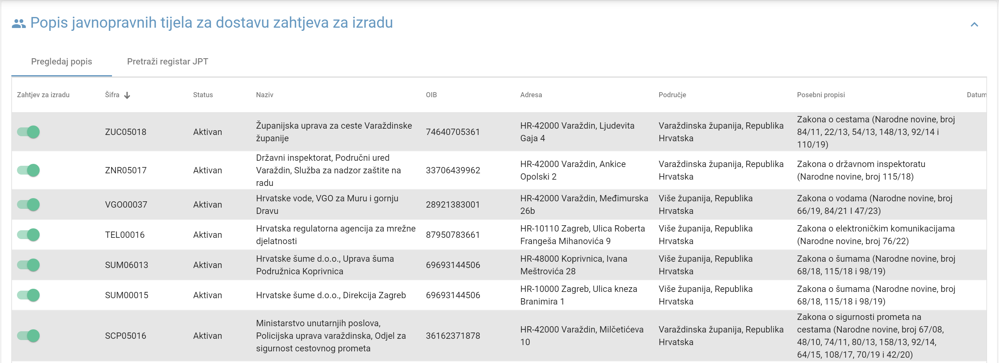 Popis javnopravnih tijela za dostavu zahtjeva za izradu
Pregledaj popis
Pretraži registar JPT
Zahtjev za izradu
Šifra
Status
Naziv
OIB
Adresa
Područje
Posebni propisi
Datum
ZUC05018
Aktivan
Županijska uprava za ceste Varaždinske
županije
74640705361
HR-42000 Varaždin, Ljudevita
Gaja 4
Varaždinska županija, Republika
Hrvatska
Zakona o cestama (Narodne novine, broj
84/11, 22/13, 54/13, 148/13, 92/14 i
110/19)
ZNR05017
Aktivan
Državni inspektorat, Područni ured
Varaždin, Služba za nadzor zaštite na
radu
33706439962
HR-42000 Varaždin, Ankice
Opolski 2
Varaždinska županija, Republika
Hrvatska
Zakona o državnom inspektoratu
(Narodne novine, broj 115/18)
VGO00037
Aktivan
Hrvatske vode, VGO za Muru i gornju
Dravu
28921383001
HR-42000 Varaždin, Međimurska
26b
Više županija, Republika
Hrvatska
Zakona o vodama (Narodne novine, broj
66/19, 84/21 I 47/23)
TEL00016
Aktivan
Hrvatska regulatorna agencija za mrežne
djelatnosti
87950783661
HR-10110 Zagreb, Ulica Roberta
Frangeša Mihanovića 9
Više županija, Republika
Hrvatska
Zakona o elektroničkim komunikacijama
(Narodne novine, broj 76/22)
SUM06013
Aktivan
Hrvatske šume d.o.o., Uprava šuma
Podružnica Koprivnica
69693144506
HR-48000 Koprivnica, Ivana
Meštrovića 28
Više županija, Republika
Hrvatska
Zakona o šumama (Narodne novine, broj
68/18, 115/18 i 98/19)
SUM00015
Aktivan
Hrvatske šume d.o.o., Direkcija Zagreb
69693144506
HR-10000 Zagreb, Ulica kneza
Branimira 1
Više županija, Republika
Hrvatska
Zakona o šumama (Narodne novine, broj
68/18, 115/18 i 98/19)
SCP05016
Aktivan
Ministarstvo unutarnjih poslova,
Policijska uprava varaždinska, Odjel za
sigurnost cestovnog prometa
36162371878
HR-42000 Varaždin, Milčetićeva
10
Varaždinska županija, Republika
Hrvatska
Zakona o sigurnosti prometa na
cestama (Narodne novine, broj 67/08,
48/10, 74/11, 80/13, 158/13, 92/14,
64/15, 108/17, 70/19 i 42/20)